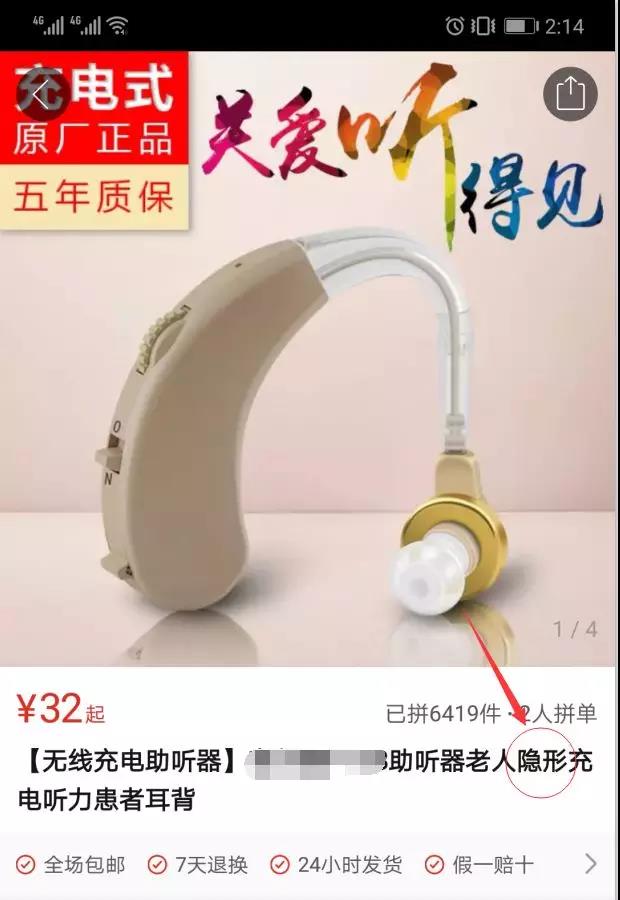 4G 4G 2:14
充电式
原厂正品
五年质保
关爱听
得见
O
N
1 / 4
¥32起
已拼6419件·2人拼单
【无线充电助听器】助听器老人隐形充
电听力患者耳背
全场包邮 7天退换 24小时发货 假一赔十